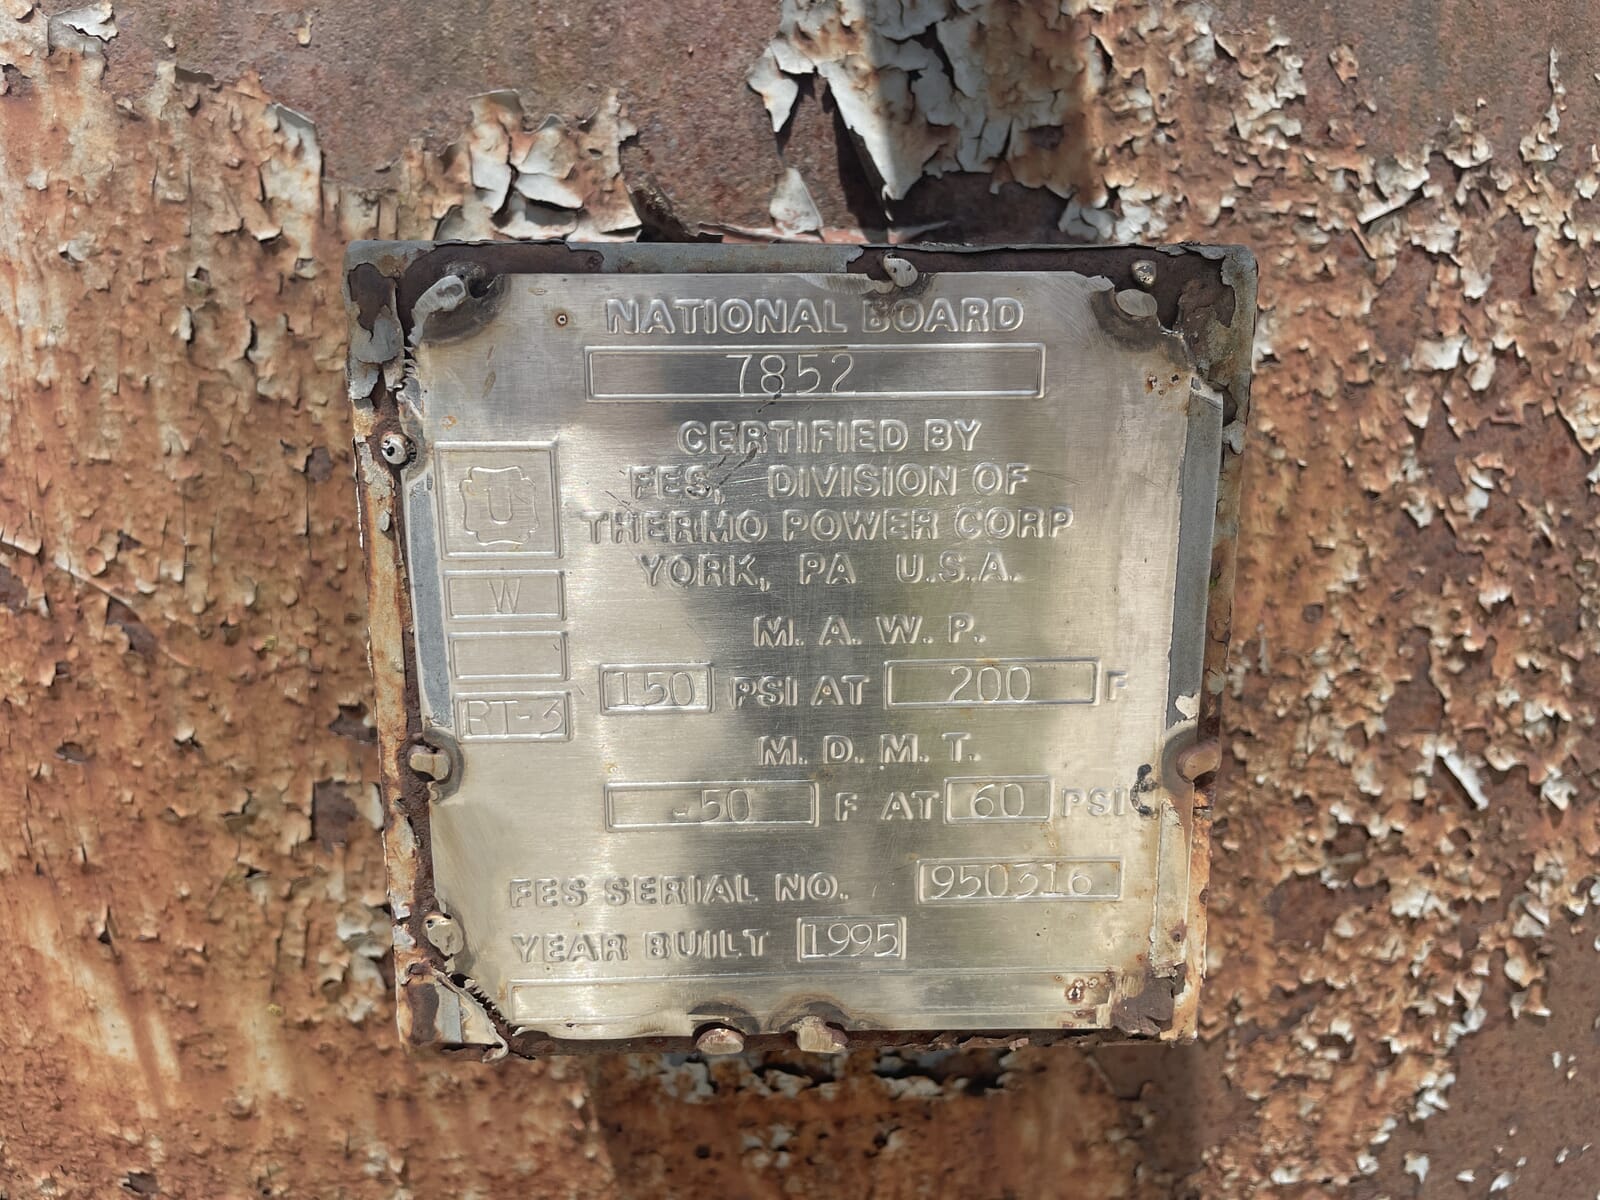 NATIONAL BOARD
7852
CERTIFIED BY
FES, DIVISION OF
THERMO POWER CORP
YORK, PA U.S.A.
U
W
RT-3
M. A. W. P.
150 PSI AT 200 F
M. D. M. T.
-50 F AT 60 PSI
FES SERIAL NO. 950316
YEAR BUILT 1995